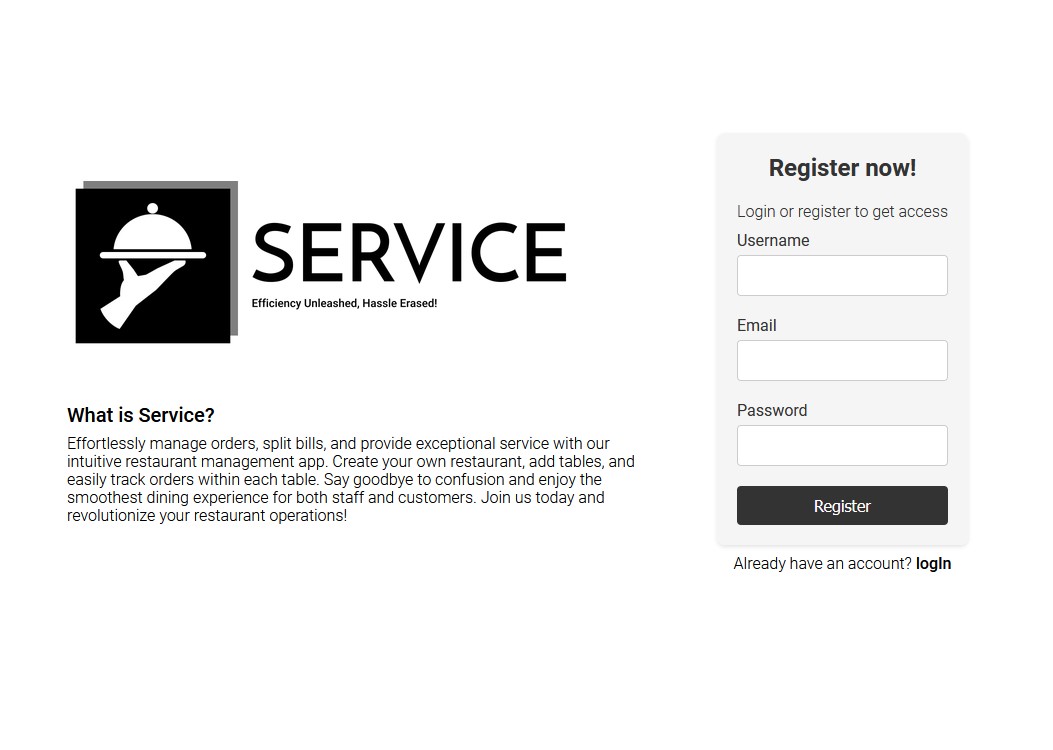 SERVICE
Efficiency Unleashed, Hassle Erased!
What is Service?
Effortlessly manage orders, split bills, and provide exceptional service with our
intuitive restaurant management app. Create your own restaurant, add tables, and
easily track orders within each table. Say goodbye to confusion and enjoy the
smoothest dining experience for both staff and customers. Join us today and
revolutionize your restaurant operations!
Register now!
Login or register to get access
Username
Email
Password
Register
Already have an account? logIn